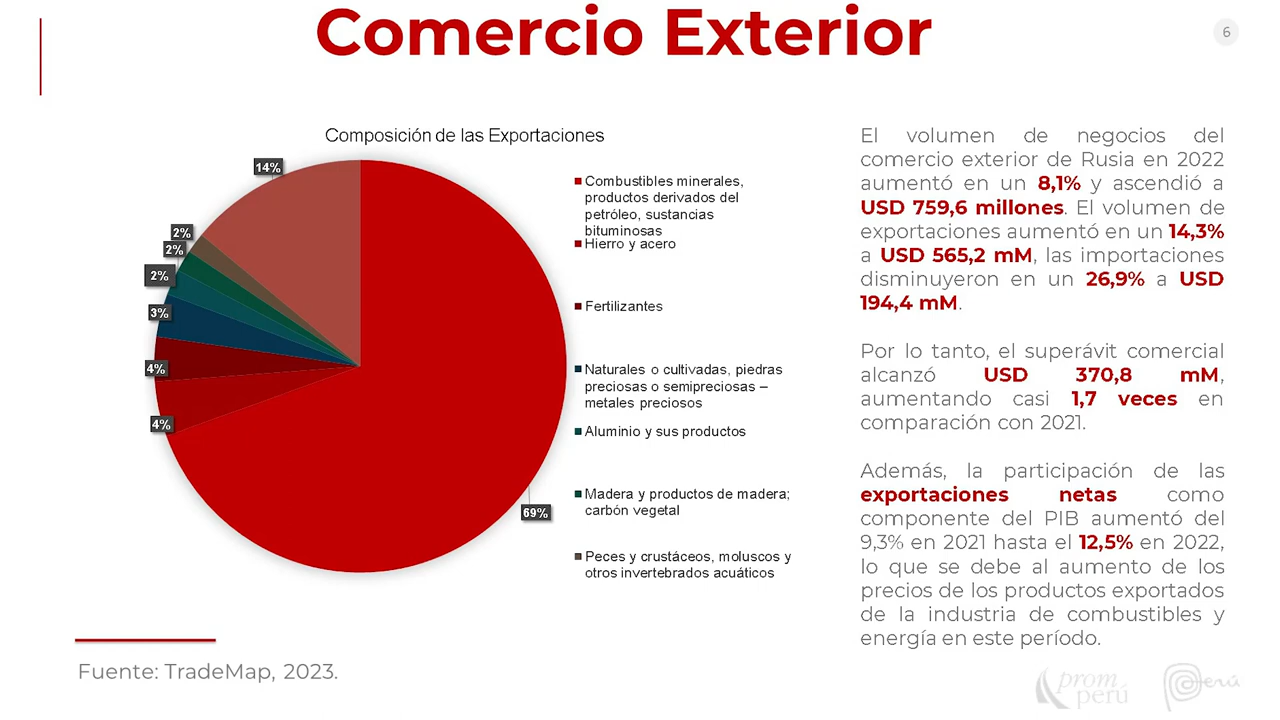 Comercio Exterior
6
Composición de las Exportaciones
14%
2%
2%
2%
3%
4%
4%
69%
Combustibles minerales,
productos derivados del
petróleo, sustancias
bituminosas
Hierro y acero
Fertilizantes
Naturales o cultivadas, piedras
preciosas o semipreciosas –
metales preciosos
Aluminio y sus productos
Madera y productos de madera;
carbón vegetal
Peces y crustáceos, moluscos y
otros invertebrados acuáticos
El volumen de negocios del
comercio exterior de Rusia en 2022
aumentó en un 8,1% y ascendió a
USD 759,6 millones. El volumen de
exportaciones aumentó en un 14,3%
a USD 565,2 mM, las importaciones
disminuyeron en un 26,9% a USD
194,4 mM.
Por lo tanto, el superávit comercial
alcanzó USD 370,8 mM,
aumentando casi 1,7 veces en
comparación con 2021.
Además, la participación de las
exportaciones netas como
componente del PIB aumentó del
9,3% en 2021 hasta el 12,5% en 2022,
lo que se debe al aumento de los
precios de los productos exportados
de la industria de combustibles y
energía en este período.
Fuente: TradeMap, 2023.
prom
perú
Perú